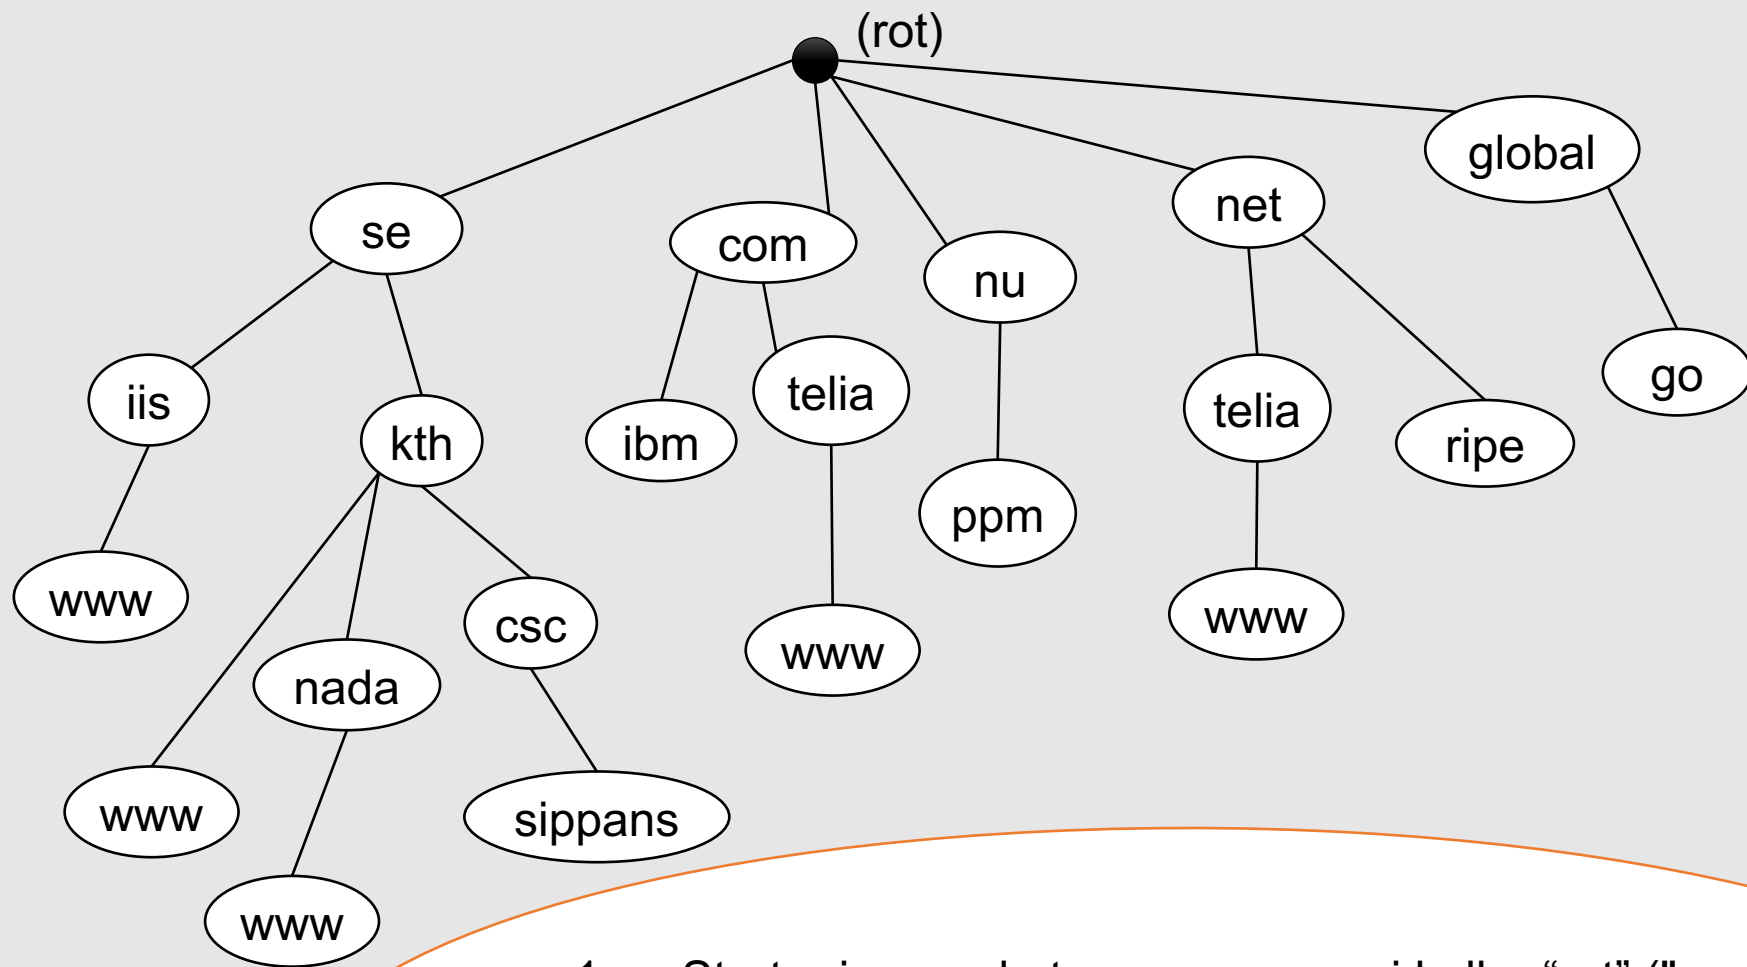 (rot)
global
net
se
com
nu
go
telia
iis
telia
kth
ibm
ripe
ppm
www
csc
www
www
nada
www
sippans
www
1.